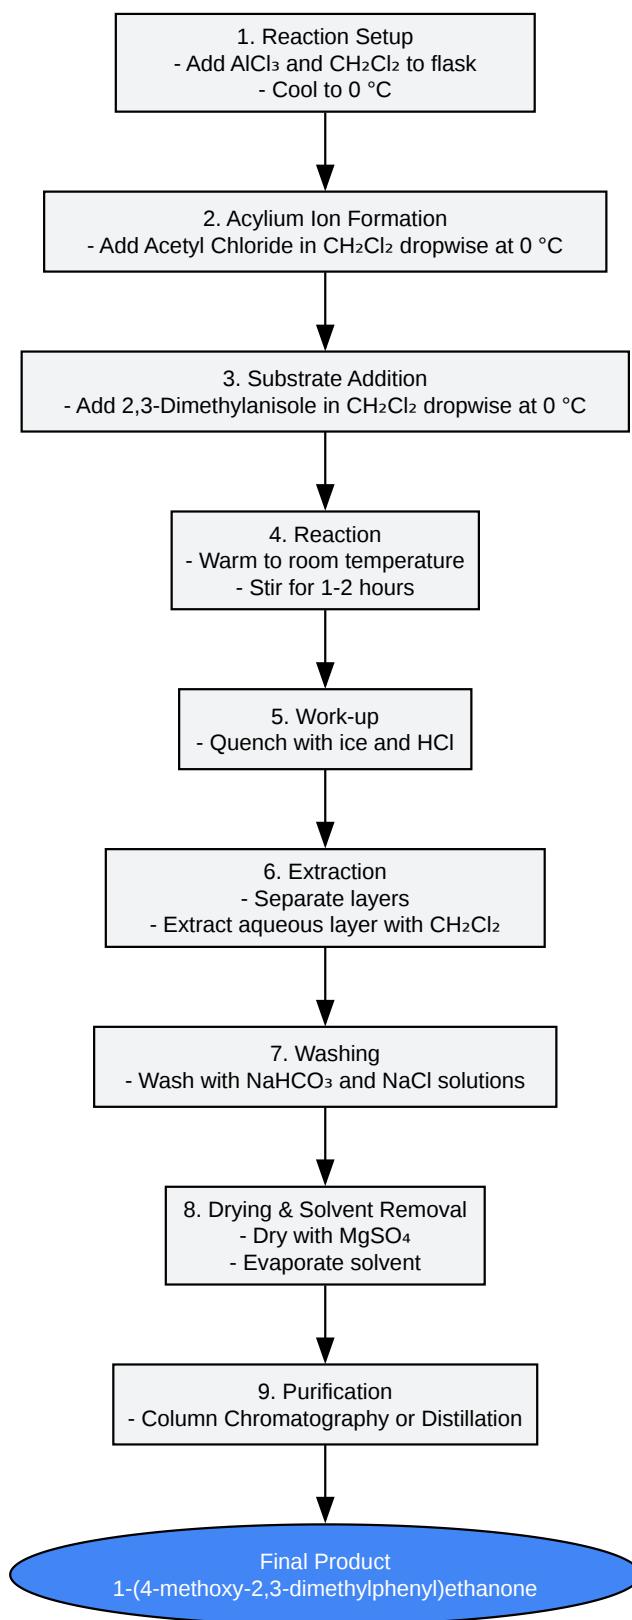 1. Reaction Setup
- Add AlCl₃ and CH₂Cl₂ to flask
- Cool to 0 °C
2. Acylium Ion Formation
- Add Acetyl Chloride in CH₂Cl₂ dropwise at 0 °C
3. Substrate Addition
- Add 2,3-Dimethylanisole in CH₂Cl₂ dropwise at 0 °C
4. Reaction
- Warm to room temperature
- Stir for 1-2 hours
5. Work-up
- Quench with ice and HCl
6. Extraction
- Separate layers
- Extract aqueous layer with CH₂Cl₂
7. Washing
- Wash with NaHCO₃ and NaCl solutions
8. Drying & Solvent Removal
- Dry with MgSO₄
- Evaporate solvent
9. Purification
- Column Chromatography or Distillation
Final Product
1-(4-methoxy-2,3-dimethylphenyl)ethanone